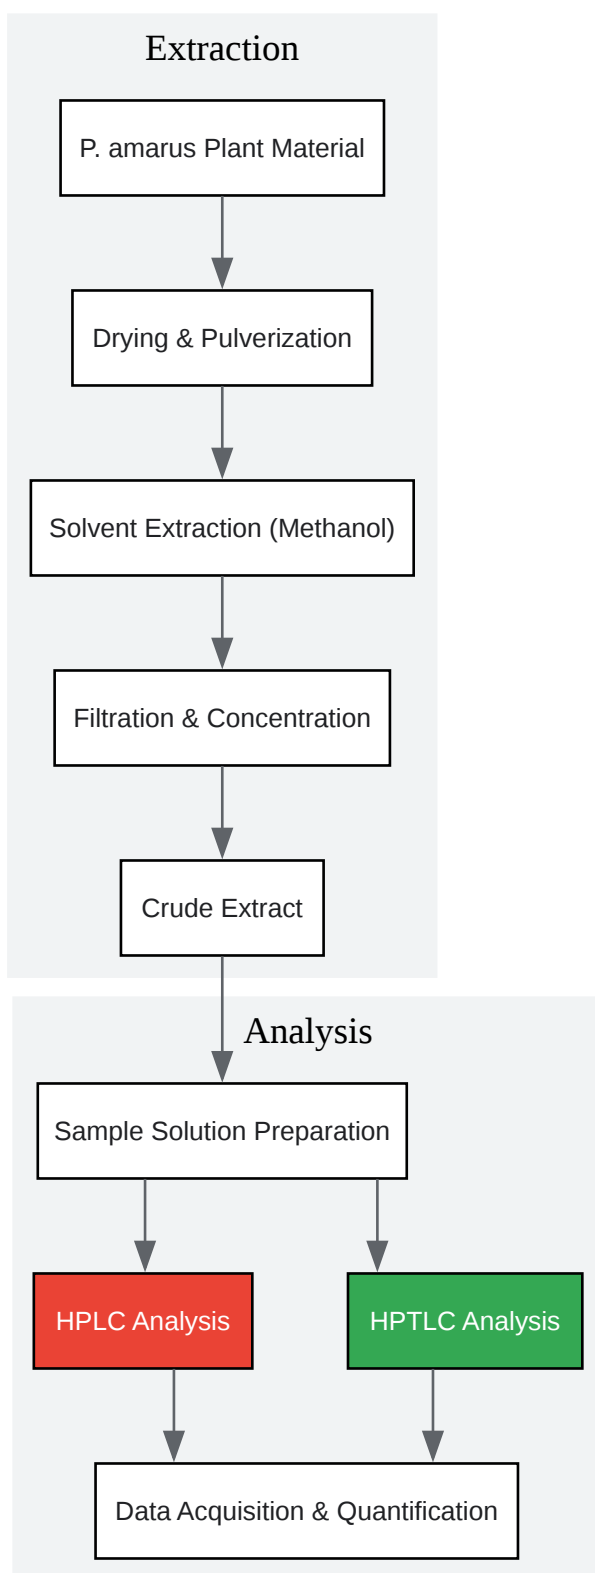 Extraction
P. amarus Plant Material
Drying & Pulverization
Solvent Extraction (Methanol)
Filtration & Concentration
Crude Extract
Analysis
Sample Solution Preparation
HPLC Analysis
HPTLC Analysis
Data Acquisition & Quantification